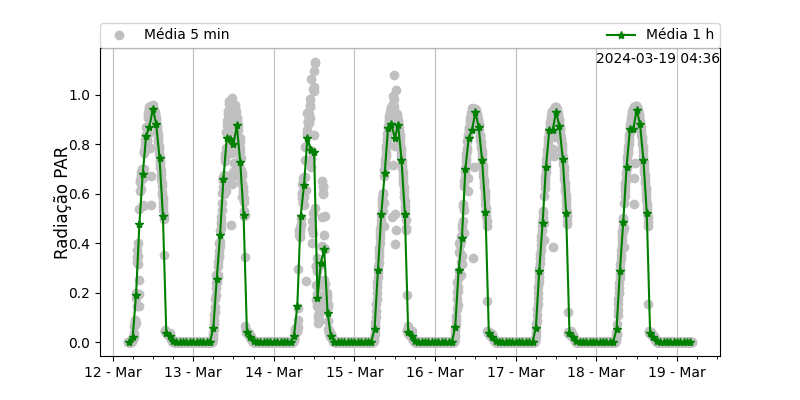 Média 5 min
Média 1 h
2024-03-19 04:36
Radiação PAR
1.0
0.8
0.6
0.4
0.2
0.0
12 - Mar
13 - Mar
14 - Mar
15 - Mar
16 - Mar
17 - Mar
18 - Mar
19 - Mar